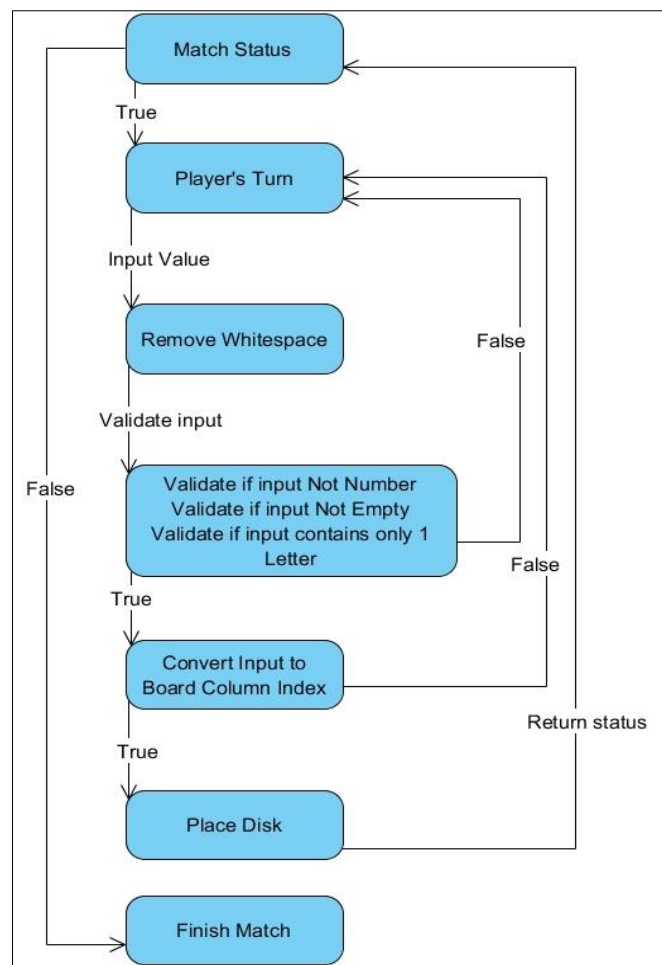 Match Status
True
Player's Turn
Input Value
Remove Whitespace
False
Validate input
Validate if input Not Number
Validate if input Not Empty
Validate if input contains only 1
Letter
False
False
True
Convert Input to
Board Column Index
Return status
True
Place Disk
Finish Match